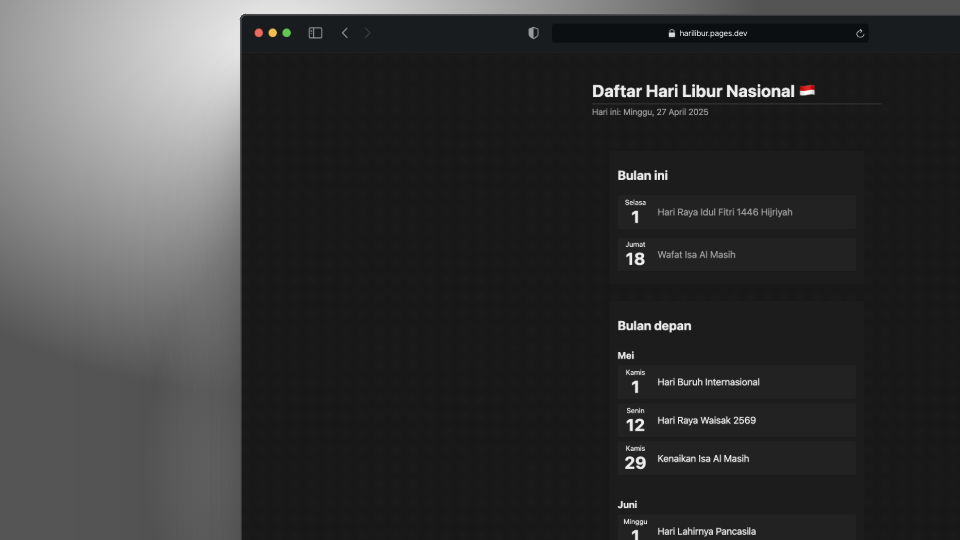 harilibur.pages.dev
Daftar Hari Libur Nasional 🇮🇩
Hari ini: Minggu, 27 April 2025
Bulan ini
Selasa
1
Hari Raya Idul Fitri 1446 Hijriyah
Jumat
18
Wafat Isa Al Masih
Bulan depan
Mei
Kamis
1
Hari Buruh Internasional
Senin
12
Hari Raya Waisak 2569
Kamis
29
Kenaikan Isa Al Masih
Juni
Minggu
1
Hari Lahirnya Pancasila